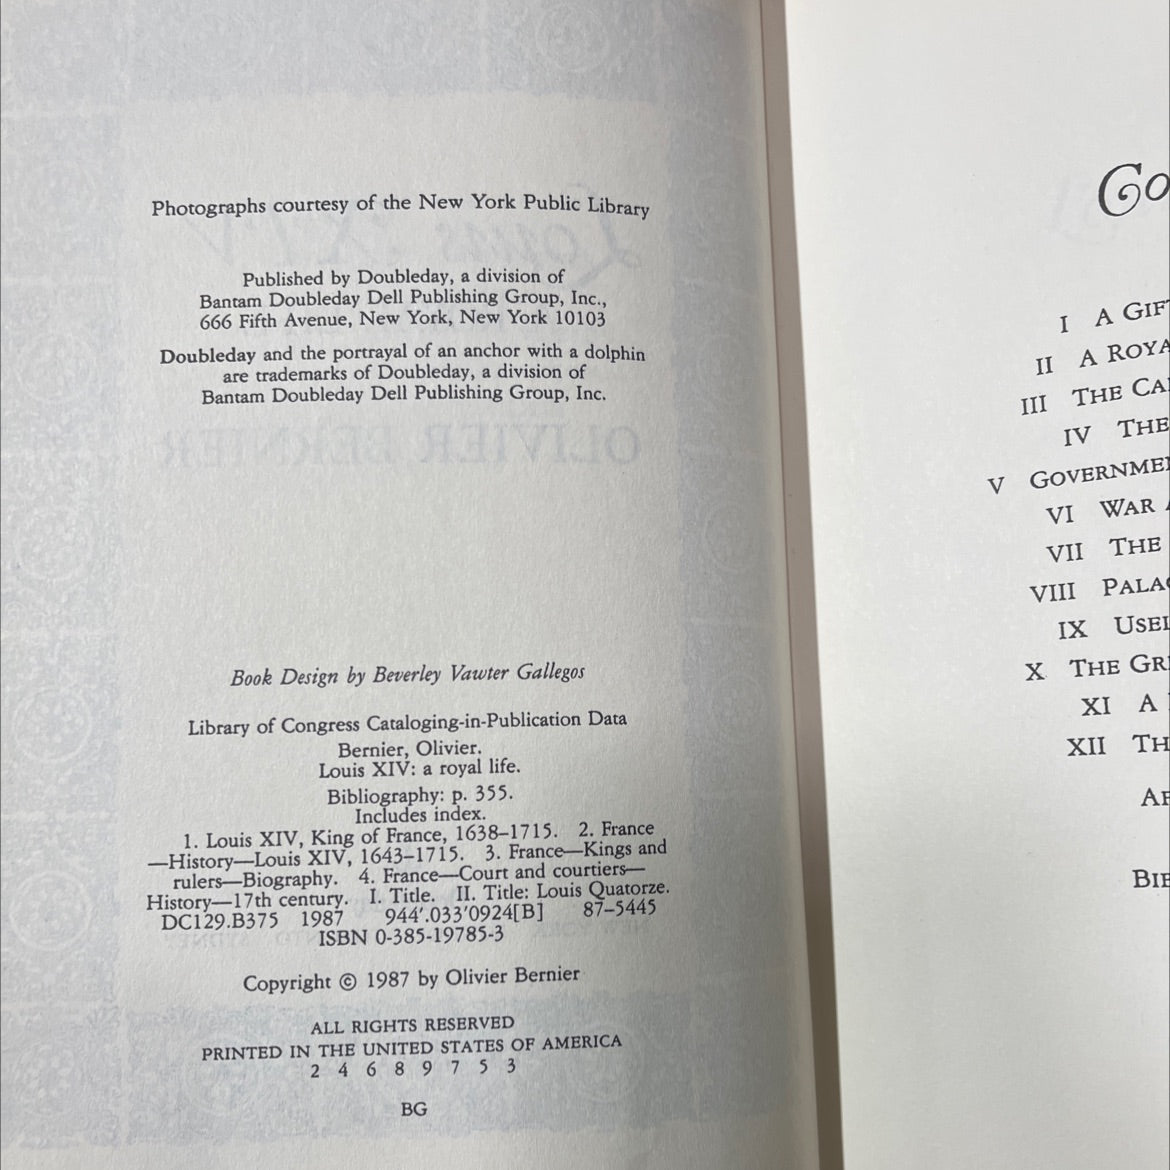 Photographs courtesy of the New York Public Library
Published by Doubleday, a division of
Bantam Doubleday Dell Publishing Group, Inc.,
666 Fifth Avenue, New York, New York 10103
Doubleday and the portrayal of an anchor with a dolphin
are trademarks of Doubleday, a division of
Bantam Doubleday Dell Publishing Group, Inc.
OLIVIER BERNIER
Book Design by Beverley Vawter Gallegos
Library of Congress Cataloging-in-Publication Data
Bernier, Olivier.
Louis XIV: a royal life.
Bibliography: p. 355.
Includes index.
1. Louis XIV, King of France, 1638–1715. 2. France
—History—Louis XIV, 1643–1715. 3. France—Kings and
rulers—Biography. 4. France—Court and courtiers—
History—17th century. I. Title. II. Title: Louis Quatorze.
DC129.B375 1987 944'.033'0924[B] 87–5445
ISBN 0-385-19785-3
Copyright © 1987 by Olivier Bernier
ALL RIGHTS RESERVED
PRINTED IN THE UNITED STATES OF AMERICA
2 4 6 8 9 7 5 3
BG
I A
II A
III THE
IV THE
V
VI WAR
VII THE
VIII
IX
X THE
XI A
XII